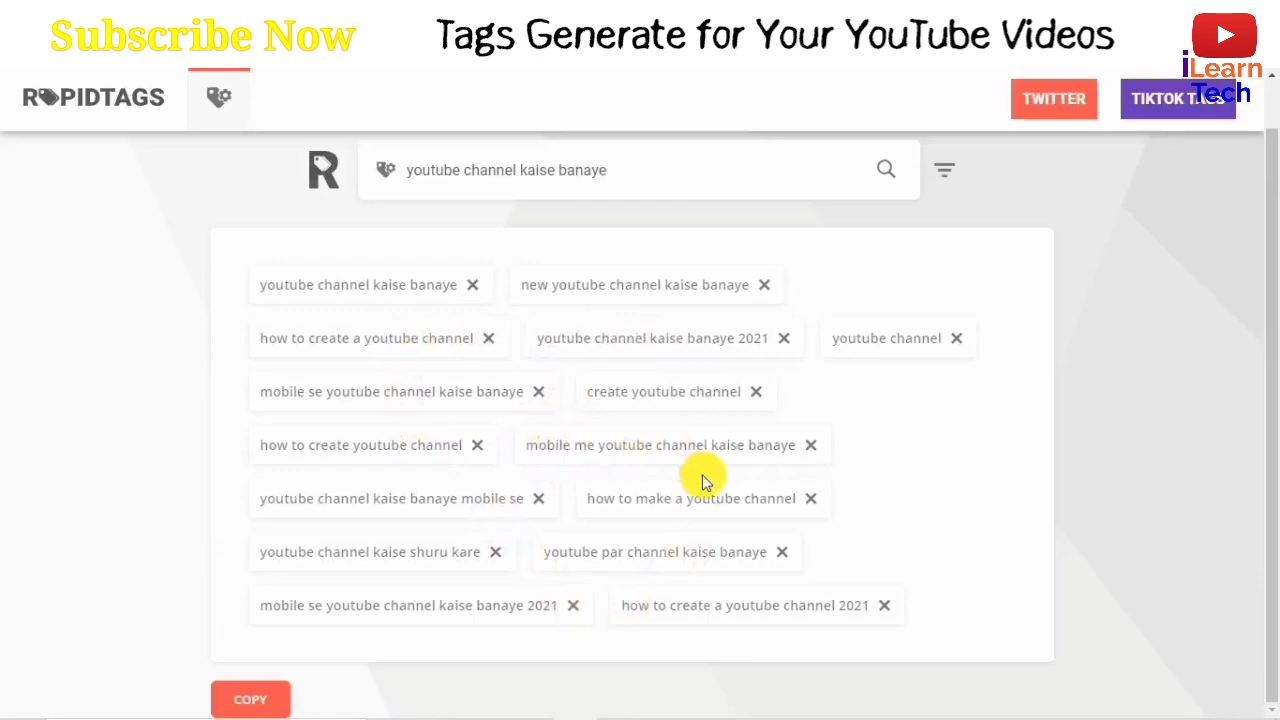 Subscribe Now
Tags Generate for Your YouTube Videos
iLearn
Tech
RAPIDTAGS
TWITTER
TIKTOK TAGS
R
youtube channel kaise banaye
youtube channel kaise banaye ✕ new youtube channel kaise banaye ✕
how to create a youtube channel ✕ youtube channel kaise banaye 2021 ✕ youtube channel ✕
mobile se youtube channel kaise banaye ✕ create youtube channel ✕
how to create youtube channel ✕ mobile me youtube channel kaise banaye ✕
youtube channel kaise banaye mobile se ✕ how to make a youtube channel ✕
youtube channel kaise shuru kare ✕ youtube par channel kaise banaye ✕
mobile se youtube channel kaise banaye 2021 ✕ how to create a youtube channel 2021 ✕
COPY